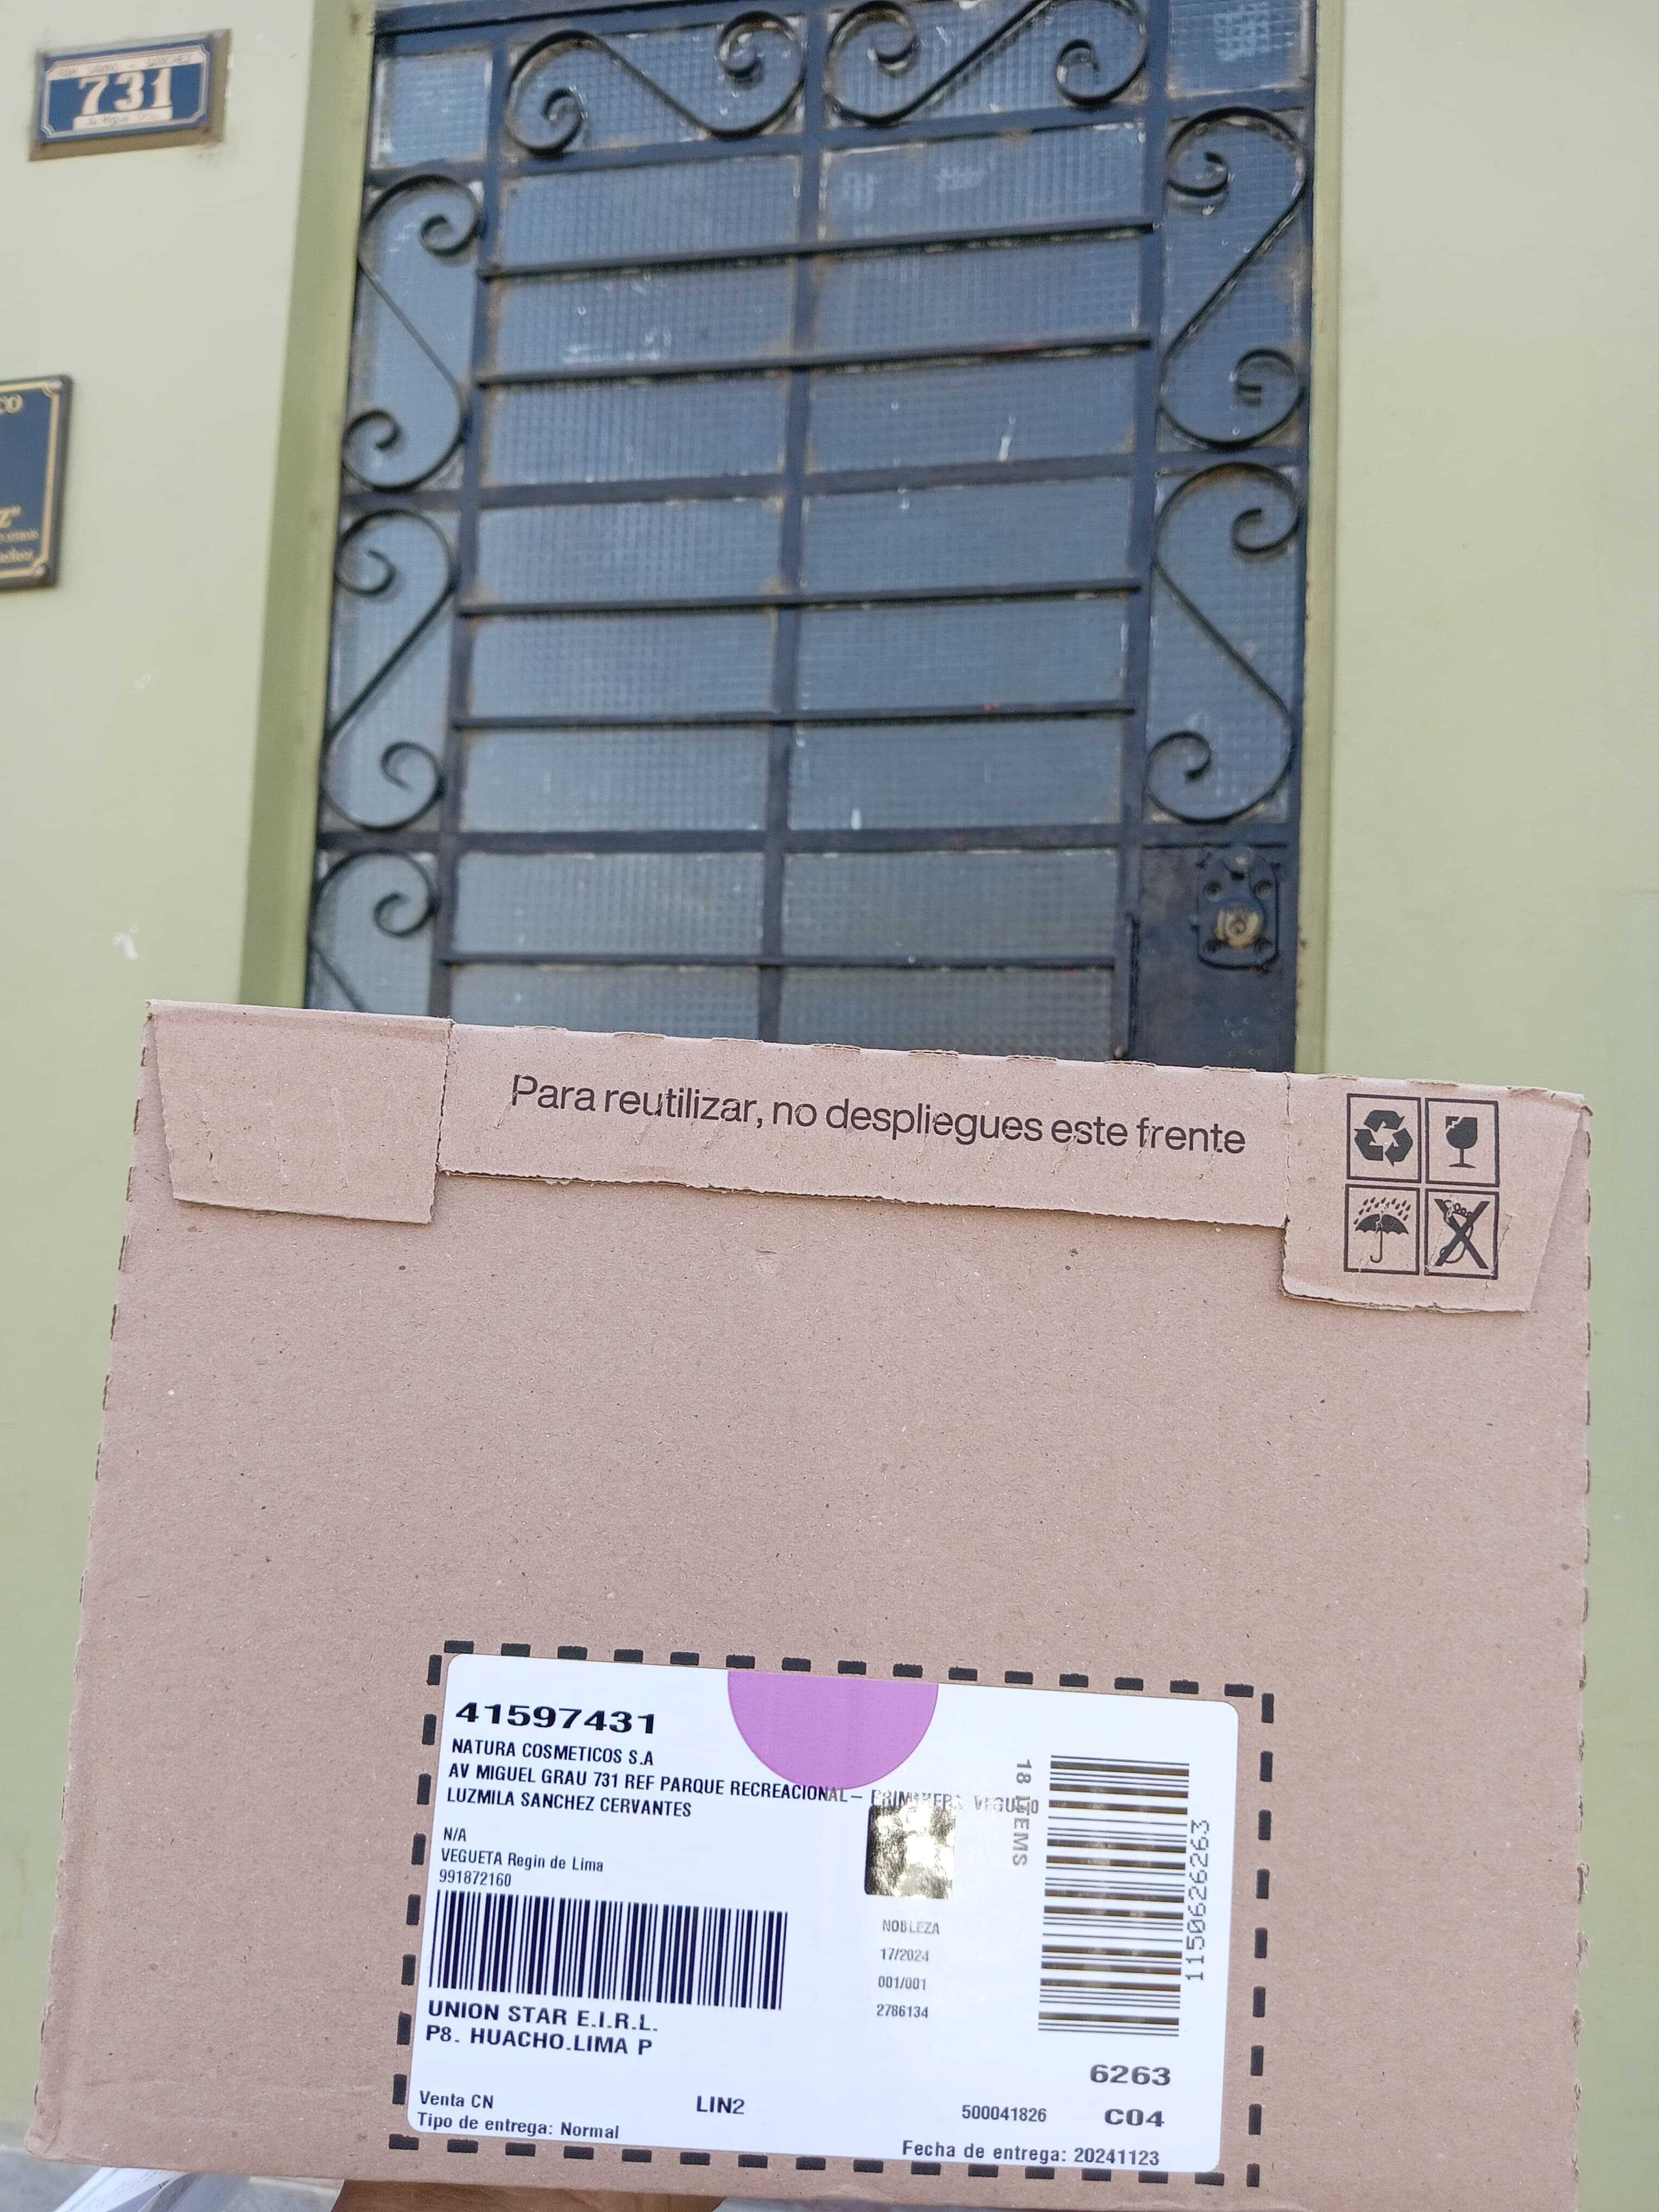 731
CO
Z"
Para reutilizar, no despliegues este frente
41597431
NATURA COSMETICOS S.A
AV MIGUEL GRAU 731 REF PARQUE RECREACIONAL-
LUZMILA SANCHEZ CERVANTES
N/A
VEGUETA Regin de Lima
991872160
18 ITEMS
115062626263
NOBLEZA
17/2024
001/001
2786134
UNION STAR E.I.R.L.
P8. HUACHO.LIMA P
6263
Venta CN
LIN2
500041826
C04
Tipo de entrega: Normal
Fecha de entrega: 20241123